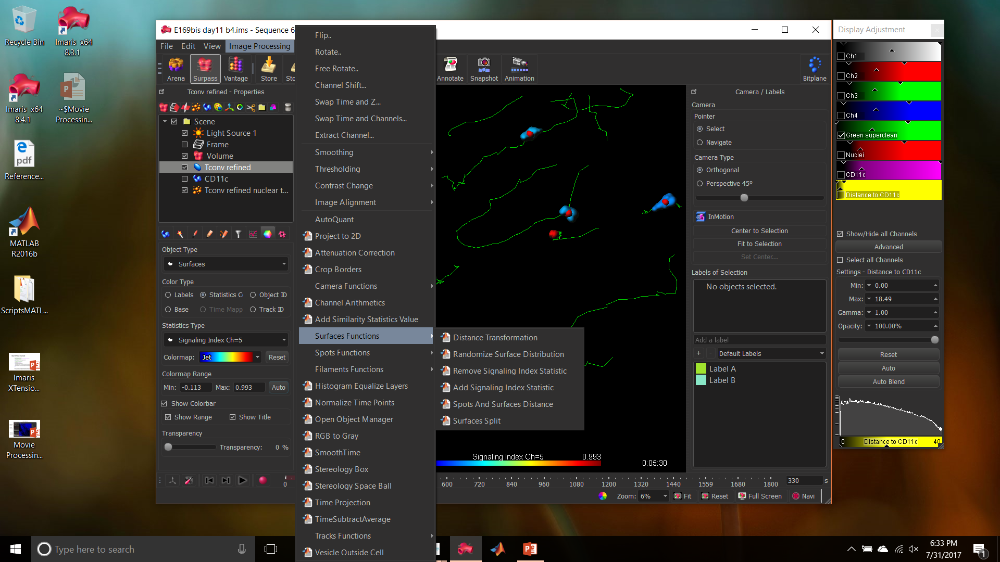 Recycle Bin
Imaris x64
8.3.1
Imaris x64
8.4.1
~$Movie
Processin...
Reference...
MATLAB
R2016b
ScriptsMATL...
Imaris
XTensio...
Movie
Processin...
E169bis day11 b4.ims - Sequence 6
File Edit View Image Processing
Arena Surpass Vantage Store Sto
Annotate Snapshot Animation Bitplane
Tconv refined - Properties
Scene
Light Source 1
Frame
Volume
Tconv refined
CD11c
Tconv refined nuclear t...
Object Type
Surfaces
Color Type
Labels Statistics Co Object ID
Base Time Mapp Track ID
Statistics Type
Signaling Index Ch=5
Colormap: Jet Reset
Colormap Range
Min: -0.113 Max: 0.993 Auto
Show Colorbar
Show Range Show Title
Transparency
Transparency: 0 %
Flip..
Rotate..
Free Rotate..
Channel Shift...
Swap Time and Z...
Swap Time and Channels...
Extract Channel...
Smoothing
Thresholding
Contrast Change
Image Alignment
AutoQuant
Project to 2D
Attenuation Correction
Crop Borders
Camera Functions
Channel Arithmetics
Add Similarity Statistics Value
Surfaces Functions
Spots Functions
Filaments Functions
Histogram Equalize Layers
Normalize Time Points
Open Object Manager
RGB to Gray
SmoothTime
Stereology Box
Stereology Space Ball
Time Projection
TimeSubtractAverage
Tracks Functions
Vesicle Outside Cell
Distance Transformation
Randomize Surface Distribution
Remove Signaling Index Statistic
Add Signaling Index Statistic
Spots And Surfaces Distance
Surfaces Split
Signaling Index Ch=5 0.993
0:05:30
0 600 720 840 960 1080 1200 1320 1440 1559 1680 1800 330 s
Zoom: 6% Fit Reset Full Screen Navi
Camera / Labels
Camera
Pointer
Select
Navigate
Camera Type
Orthogonal
Perspective 45º
InMotion
Center to Selection
Fit to Selection
Set Center...
Labels of Selection
No objects selected.
Add a label
+ - Default Labels
Label A
Label B
Display Adjustment
Ch1
Ch2
Ch3
Ch4
Green superclean
Nuclei
CD11c
Distance to CD11c
Show/Hide all Channels
Advanced
Select all Channels
Settings - Distance to CD11c
Min: 0.00
Max: 18.49
Gamma: 1.00
Opacity: 100.00%
Reset
Auto
Auto Blend
0 Distance to CD11c 40
Type here to search
6:33 PM
7/31/2017
1